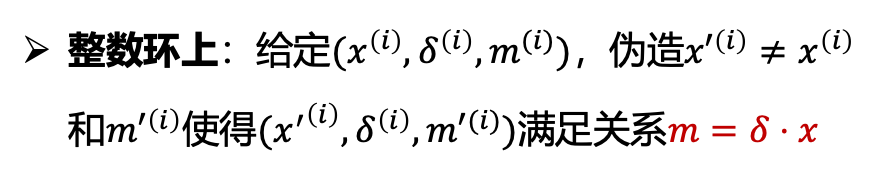 ➢ 整数环上：给定(𝑥⁽ⁱ⁾, 𝛿⁽ⁱ⁾, 𝑚⁽ⁱ⁾)，伪造𝑥′⁽ⁱ⁾ ≠ 𝑥⁽ⁱ⁾
和𝑚′⁽ⁱ⁾使得(𝑥′⁽ⁱ⁾, 𝛿⁽ⁱ⁾, 𝑚′⁽ⁱ⁾)满足关系𝑚 = 𝛿 · 𝑥